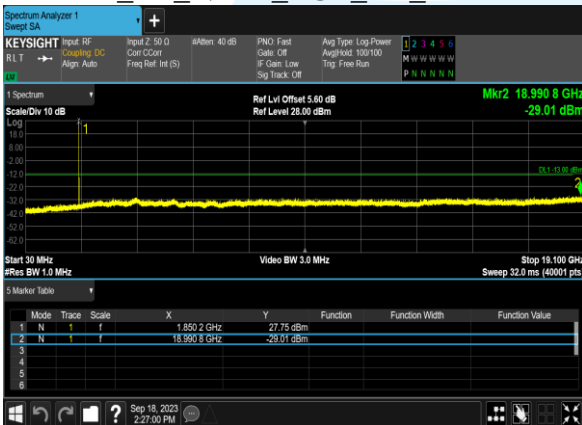 Spectrum Analyzer 1
Swept SA
+
KEYSIGHT Input: RF Input Z: 50 Ω #Atten: 40 dB PNO: Fast Avg Type: Log-Power 1 2 3 4 5 6
RLT Coupling: DC Corr CCorr Gate: Off Avg|Hold: 100/100 M W W W W W
Align: Auto Freq Ref: Int (S) IF Gain: Low Trig: Free Run
Sig Track: Off P N N N N N
LW
1 Spectrum Ref Lvl Offset 5.60 dB Mkr2 18.990 8 GHz
Scale/Div 10 dB Ref Level 28.00 dBm -29.01 dBm
Log
18.0
8.00
-2.00
-12.0
-22.0
-32.0
-42.0
-52.0
-62.0
1
DL1 -13.00 dBm
2
Start 30 MHz Video BW 3.0 MHz Stop 19.100 GHz
#Res BW 1.0 MHz Sweep 32.0 ms (40001 pts)
5 Marker Table
Mode Trace Scale X Y Function Function Width Function Value
1 N 1 f 1.850 2 GHz 27.75 dBm
2 N 1 f 18.990 8 GHz -29.01 dBm
3
4
5
6
? Sep 18, 2023
2:27:00 PM